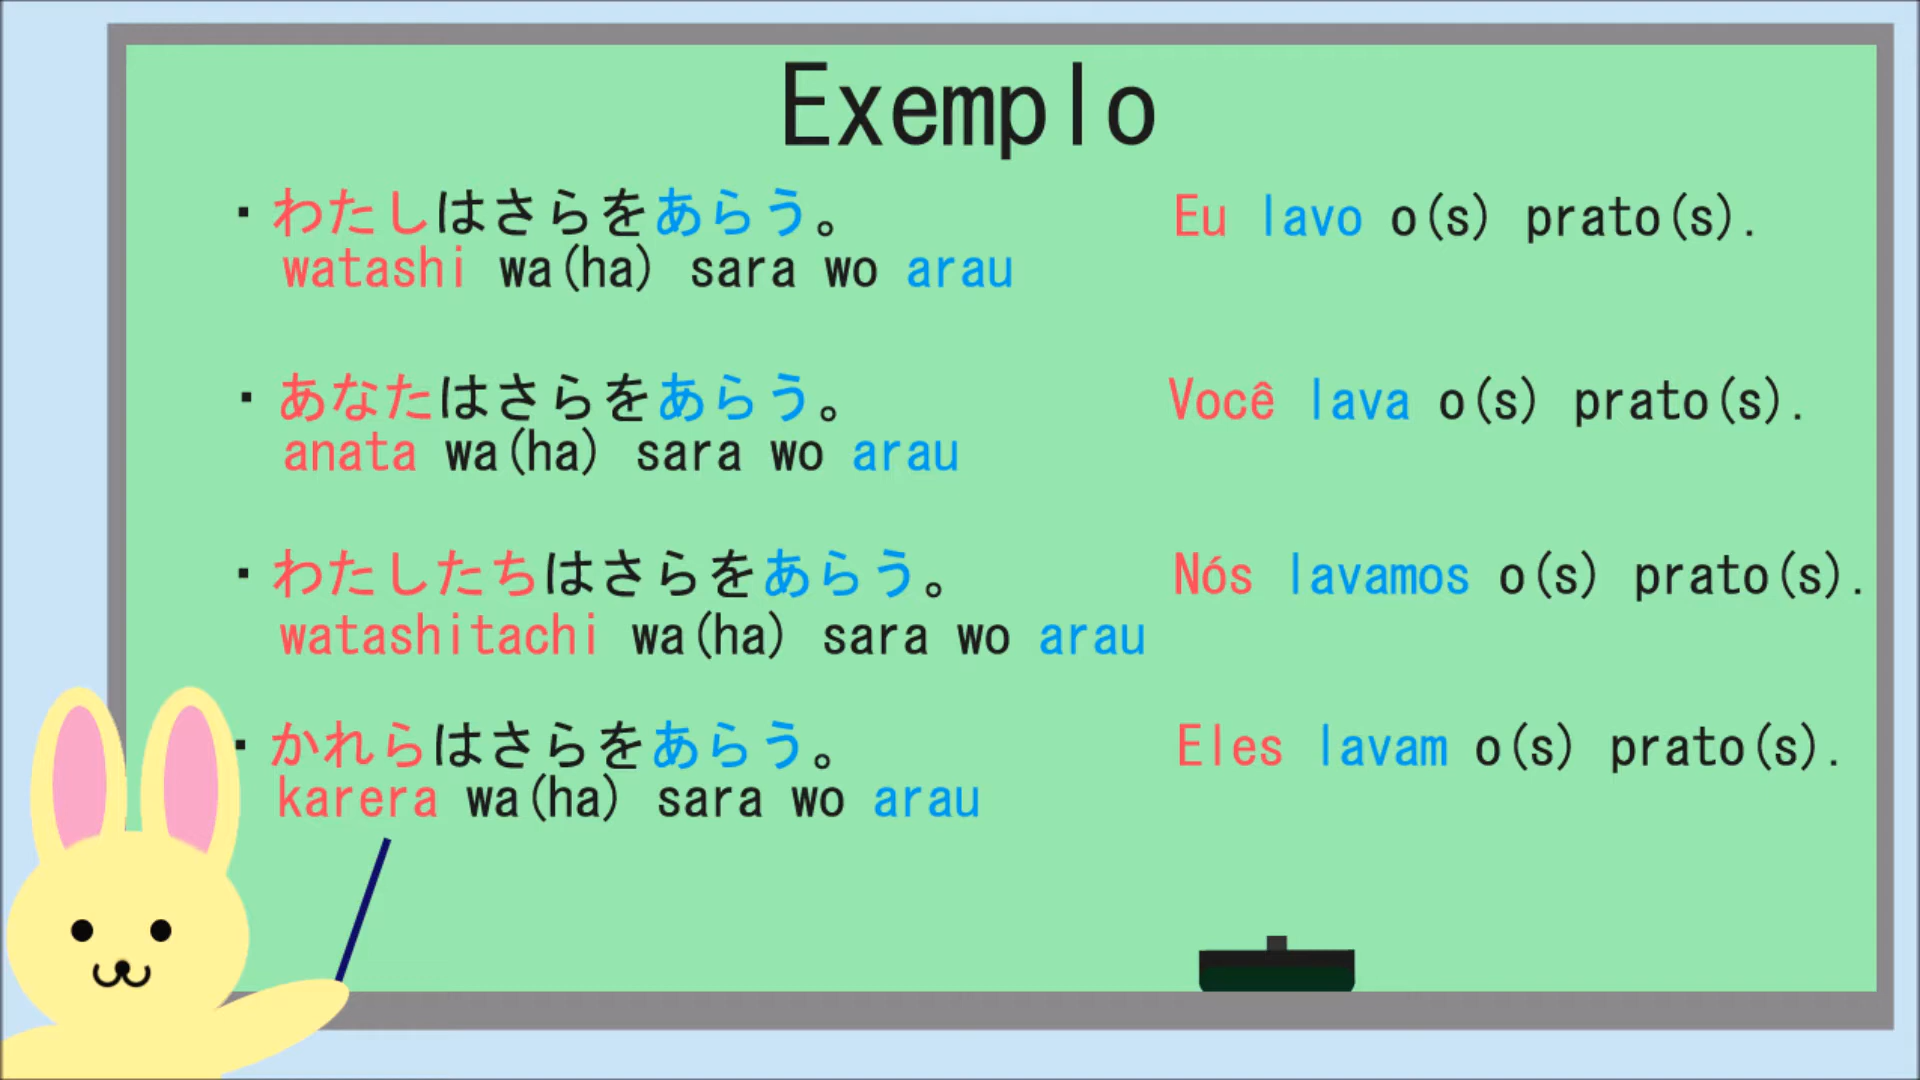 Exemplo
・わたしはさらをあらう。 Eu lavo o(s) prato(s).
watashi wa(ha) sara wo arau
・あなたはさらをあらう。 Você lava o(s) prato(s).
anata wa(ha) sara wo arau
・わたしたちはさらをあらう。 Nós lavamos o(s) prato(s).
watashitachi wa(ha) sara wo arau
・かれらはさらをあらう。 Eles lavam o(s) prato(s).
karera wa(ha) sara wo arau